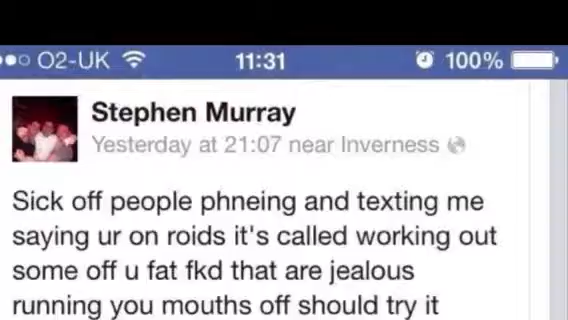 O2-UK 11:31 100%
Stephen Murray
Yesterday at 21:07 near Inverness
Sick off people phneing and texting me
saying ur on roids it's called working out
some off u fat fkd that are jealous
running you mouths off should try it